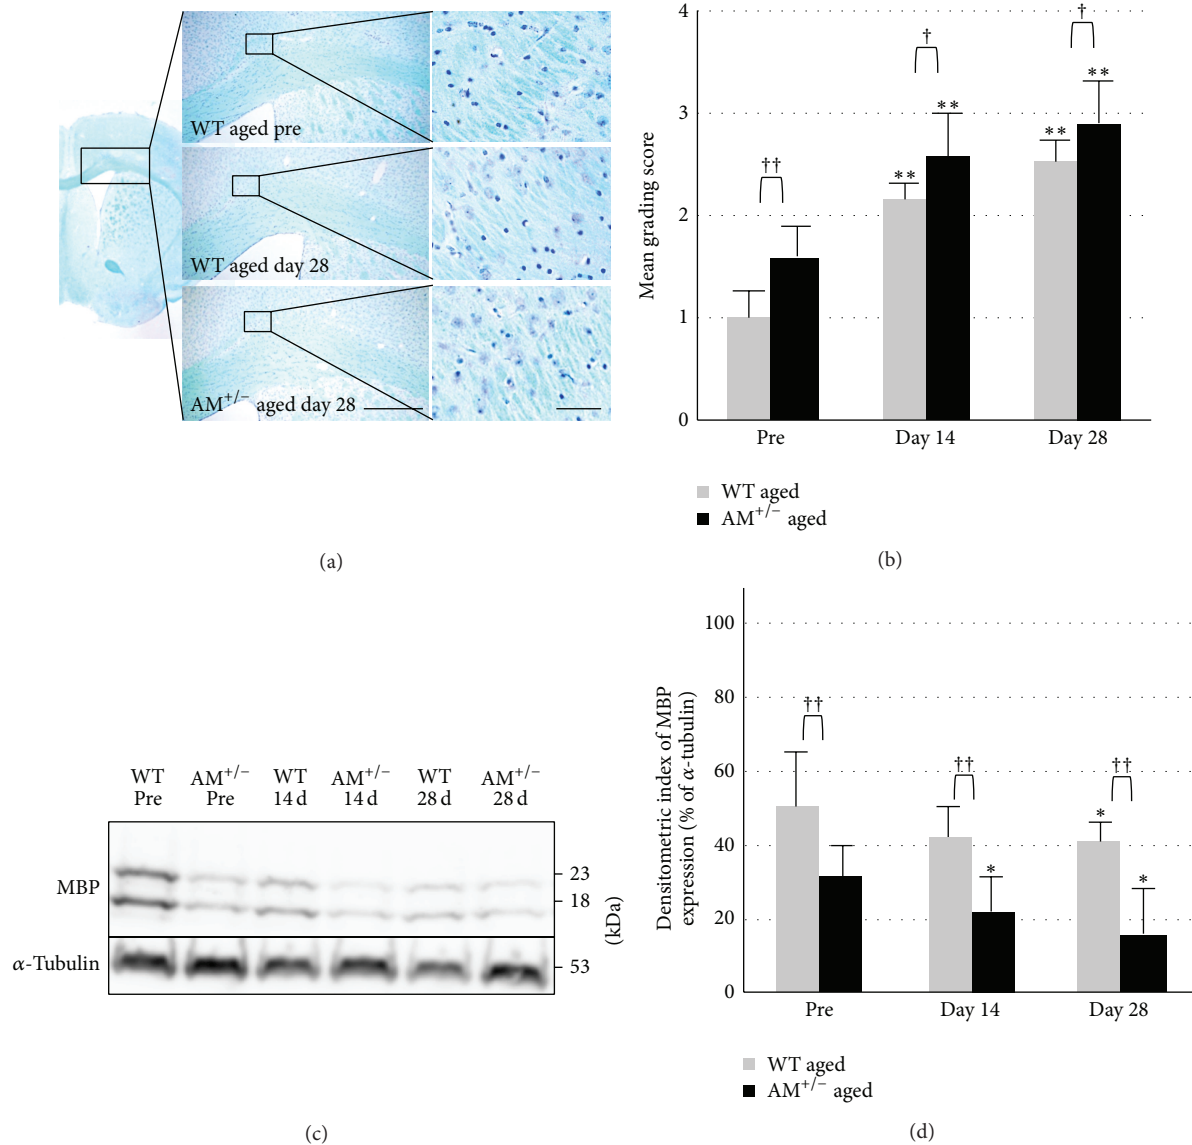 WT aged pre
WT aged day 28
AM+/− aged day 28
(a)
Mean grading score
4
3
2
1
0
††
†
†
**
**
**
**
Pre
Day 14
Day 28
WT aged
AM+/− aged
(b)
WT Pre
AM+/− Pre
WT 14 d
AM+/− 14 d
WT 28 d
AM+/− 28 d
MBP
α-Tubulin
23
18
53
(kDa)
(c)
Densitometric index of MBP
expression (% of α-tubulin)
100
80
60
40
20
0
††
††
††
*
*
*
Pre
Day 14
Day 28
WT aged
AM+/− aged
(d)